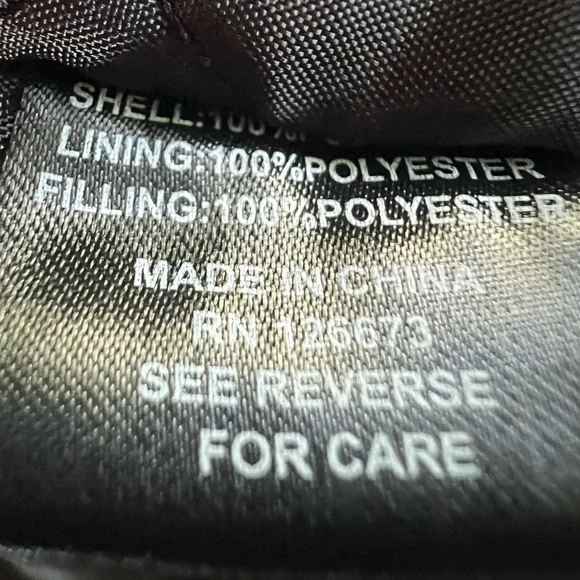 SHELL:100%
LINING:100%POLYESTER
FILLING:100%POLYESTER
MADE IN CHINA
RN 126673
SEE REVERSE
FOR CARE